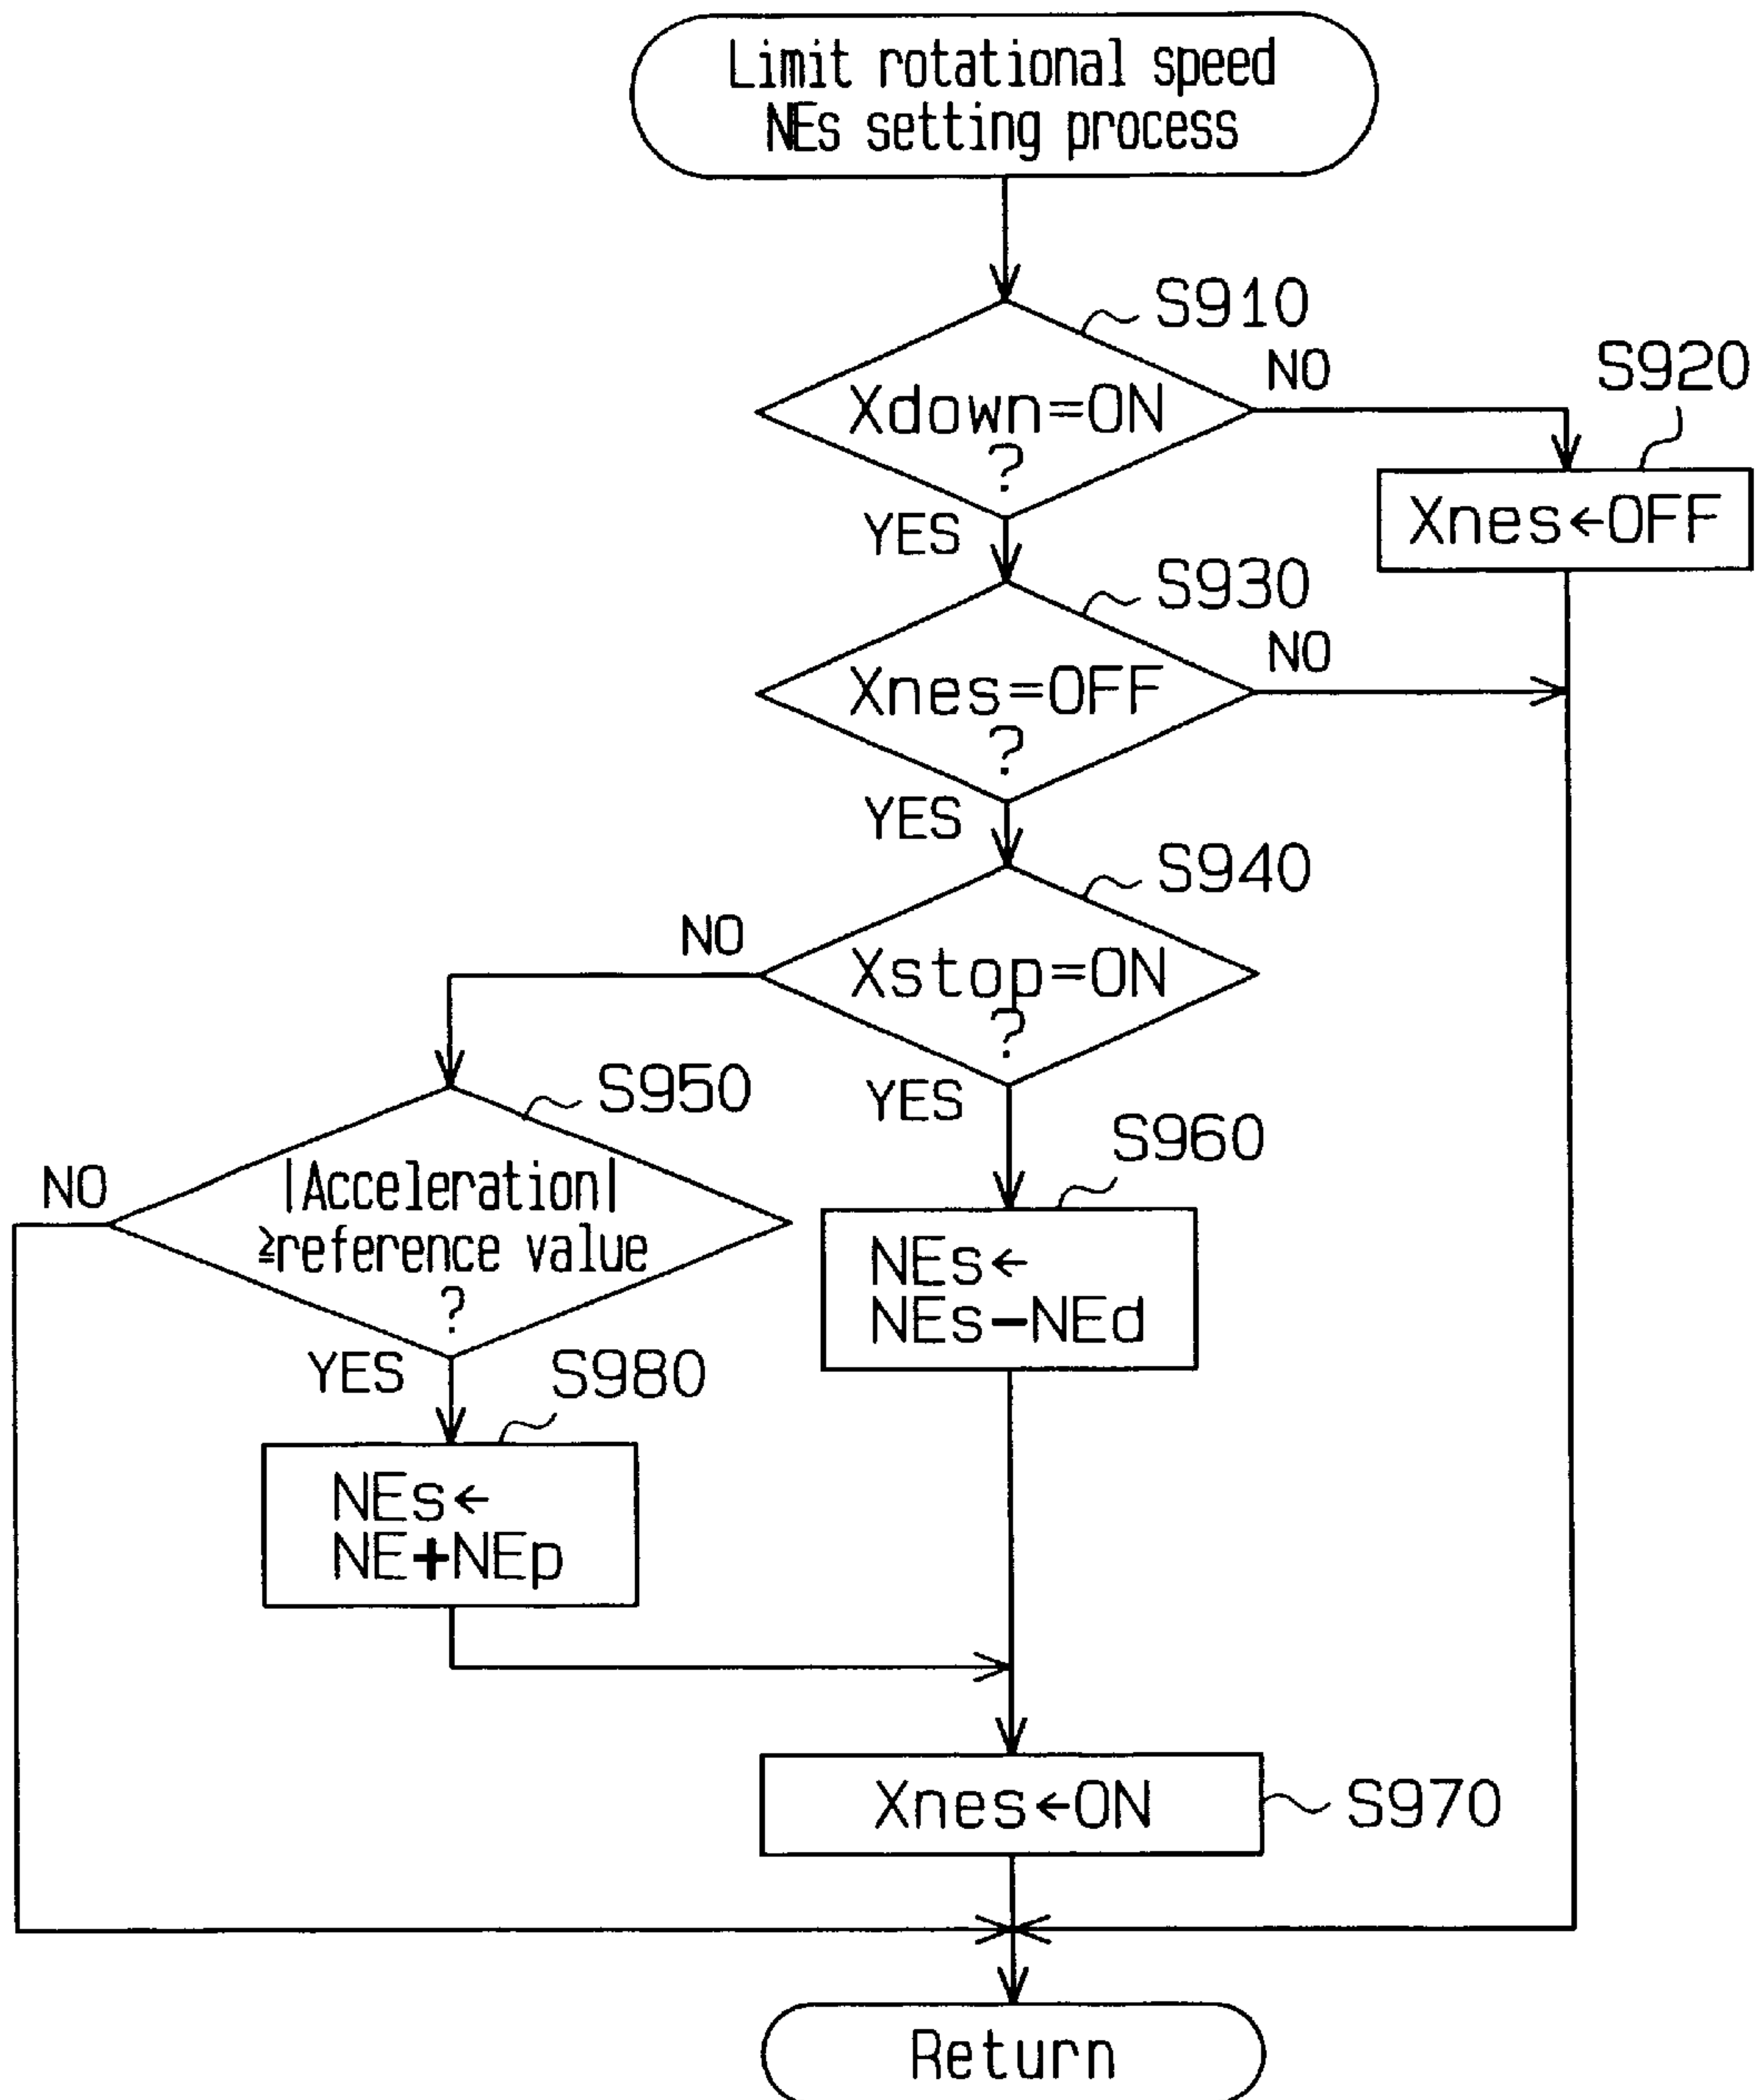 Limit rotational speed
NEs setting process
S910
NO
S920
Xdown=ON
?
Xnes←OFF
YES
S930
NO
Xnes=OFF
?
YES
S940
NO
Xstop=ON
?
YES
S950
S960
NO
|Acceleration|
≧reference value
?
NEs←
NEs−NEd
YES
S980
NEs←
NE+NEp
Xnes←ON
S970
Return